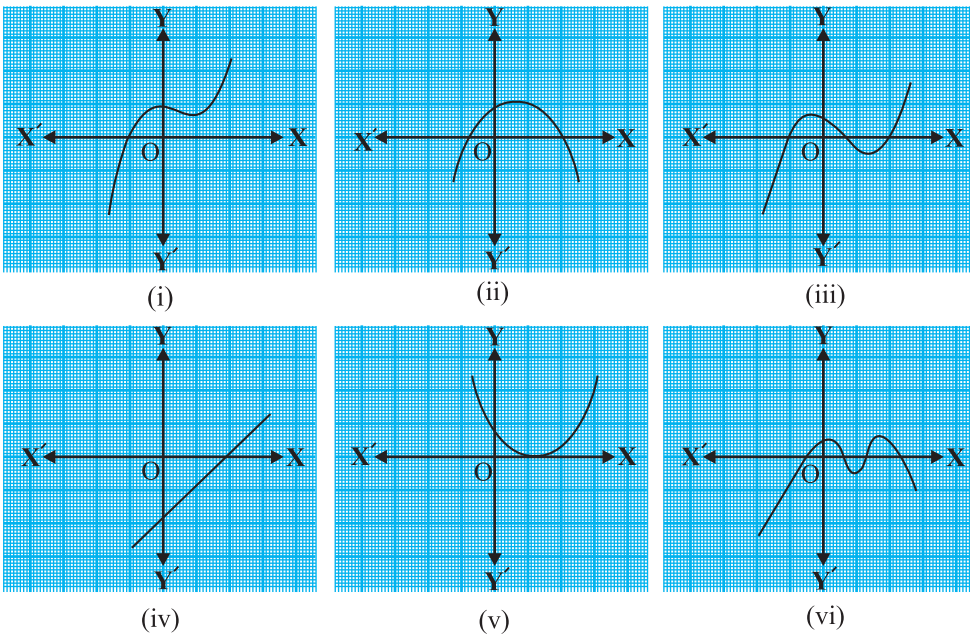 Y Y Y
X′ X X′ X X′ X
O O O
Y′ Y′ Y′
(i) (ii) (iii)
Y Y Y
X′ X X′ X X′ X
O O O
Y′ Y′ Y′
(iv) (v) (vi)